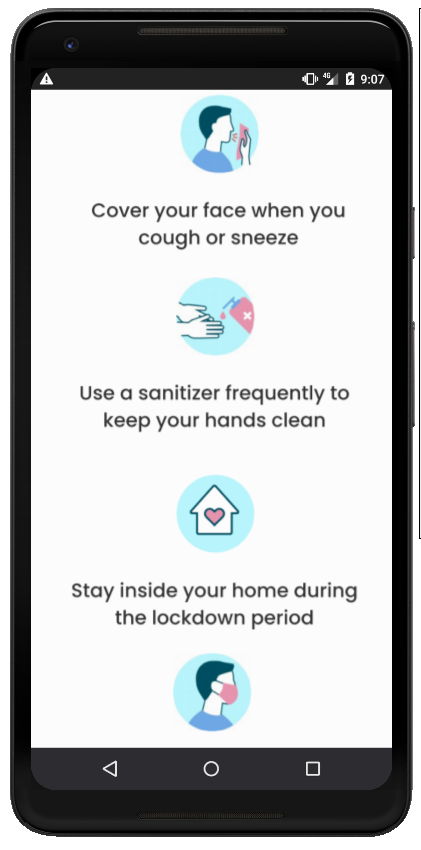 4G 9:07
Cover your face when you
cough or sneeze
Use a sanitizer frequently to
keep your hands clean
Stay inside your home during
the lockdown period